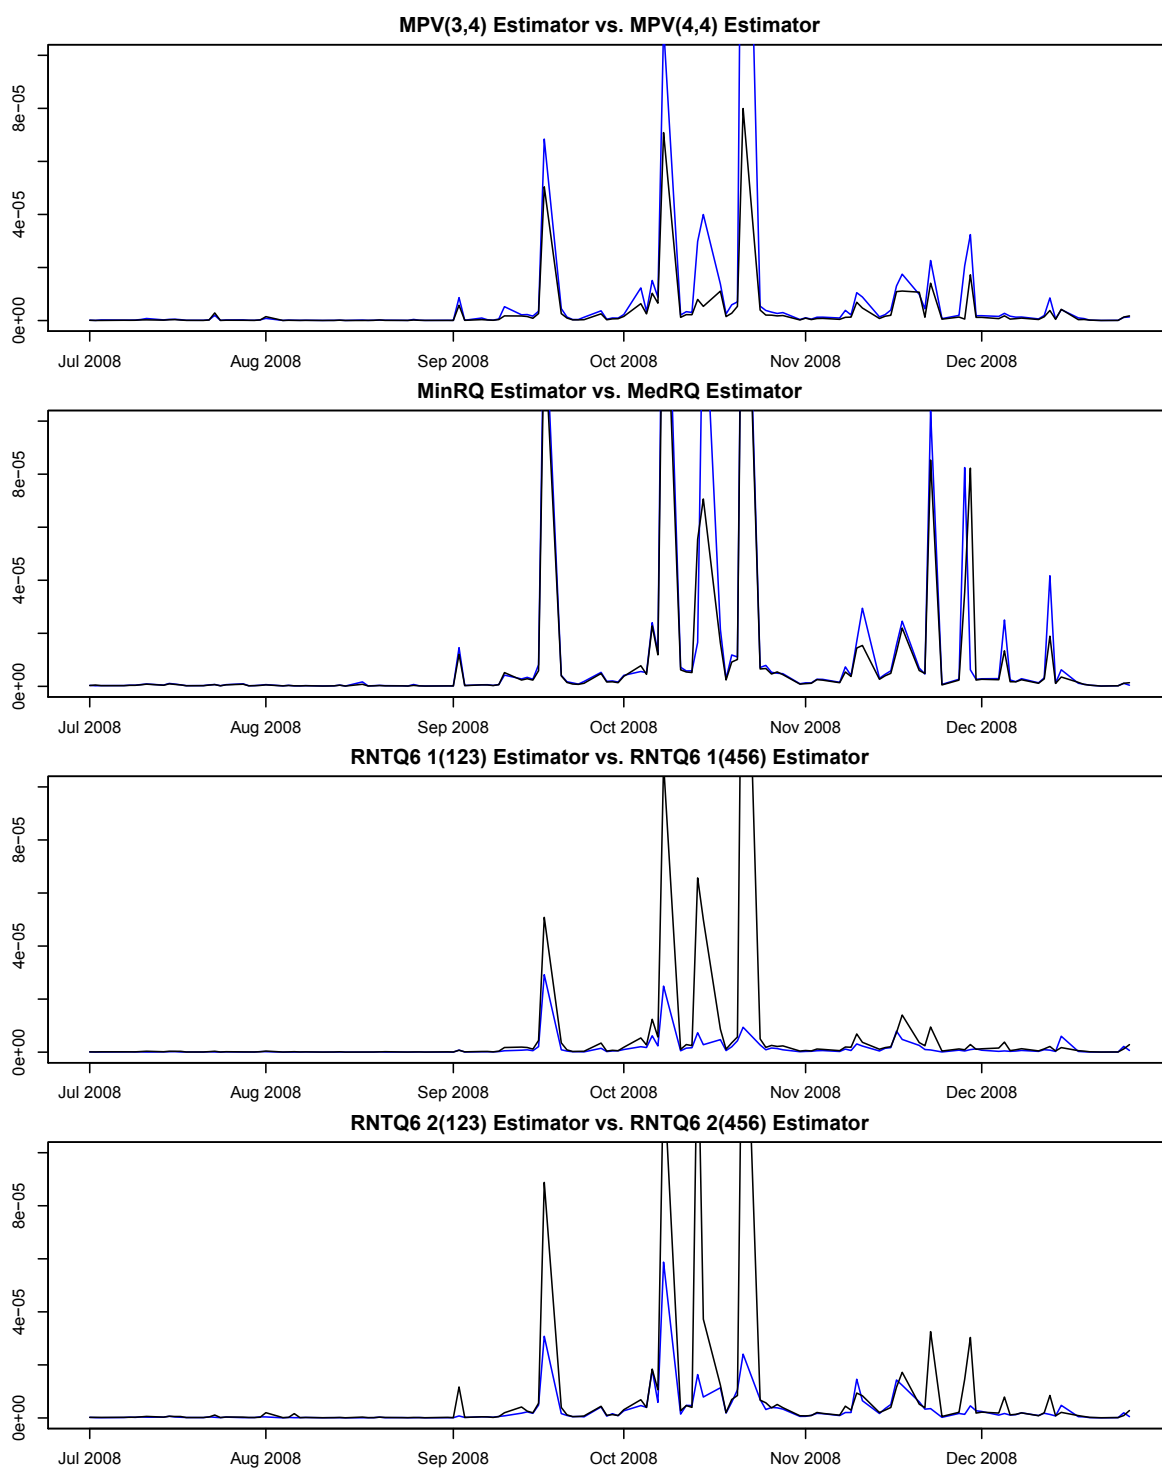 MPV(3,4) Estimator vs. MPV(4,4) Estimator
8e−05
4e−05
0e+00
Jul 2008 Aug 2008 Sep 2008 Oct 2008 Nov 2008 Dec 2008
MinRQ Estimator vs. MedRQ Estimator
8e−05
4e−05
0e+00
Jul 2008 Aug 2008 Sep 2008 Oct 2008 Nov 2008 Dec 2008
RNTQ6 1(123) Estimator vs. RNTQ6 1(456) Estimator
8e−05
4e−05
0e+00
Jul 2008 Aug 2008 Sep 2008 Oct 2008 Nov 2008 Dec 2008
RNTQ6 2(123) Estimator vs. RNTQ6 2(456) Estimator
8e−05
4e−05
0e+00
Jul 2008 Aug 2008 Sep 2008 Oct 2008 Nov 2008 Dec 2008